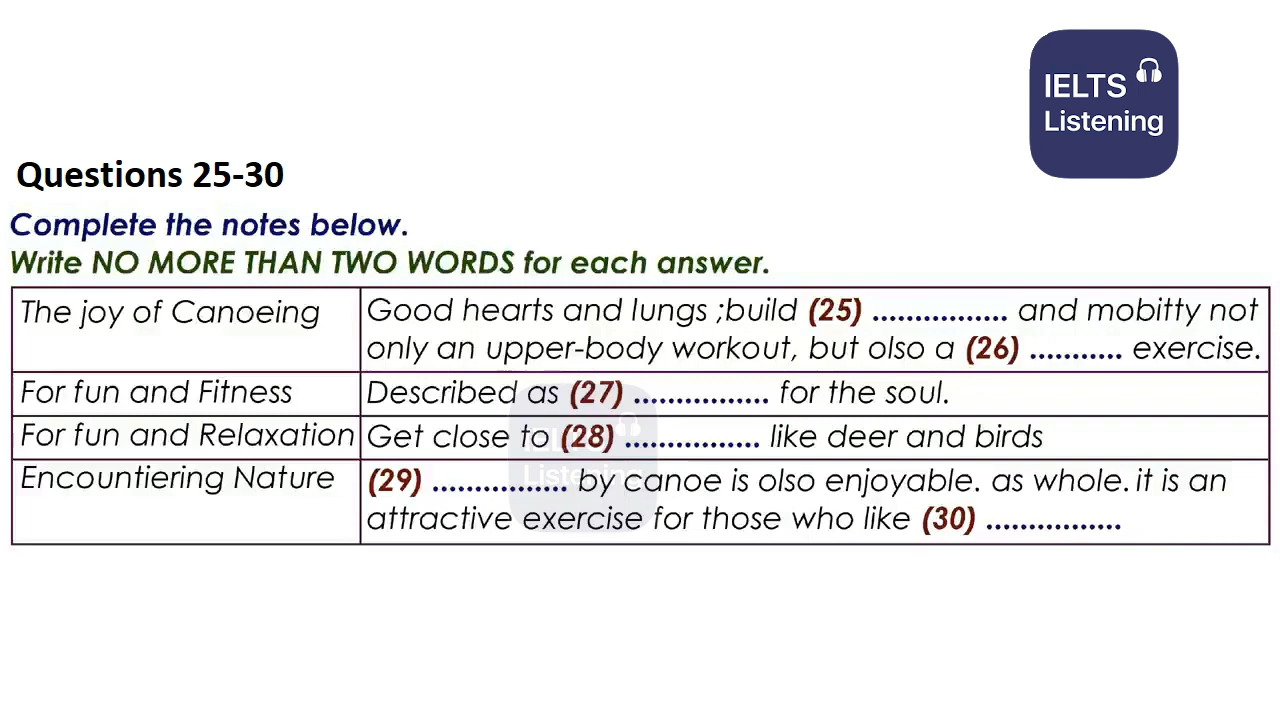 IELTS
Listening
Questions 25-30
Complete the notes below.
Write NO MORE THAN TWO WORDS for each answer.
The joy of Canoeing
Good hearts and lungs ;build (25) ................ and mobitty not
only an upper-body workout, but olso a (26) ........... exercise.
For fun and Fitness
Described as (27) ................ for the soul.
For fun and Relaxation
Get close to (28) ................ like deer and birds
Encountiering Nature
(29) ................ by canoe is olso enjoyable. as whole. it is an
attractive exercise for those who like (30) ................
IELTS
Listening